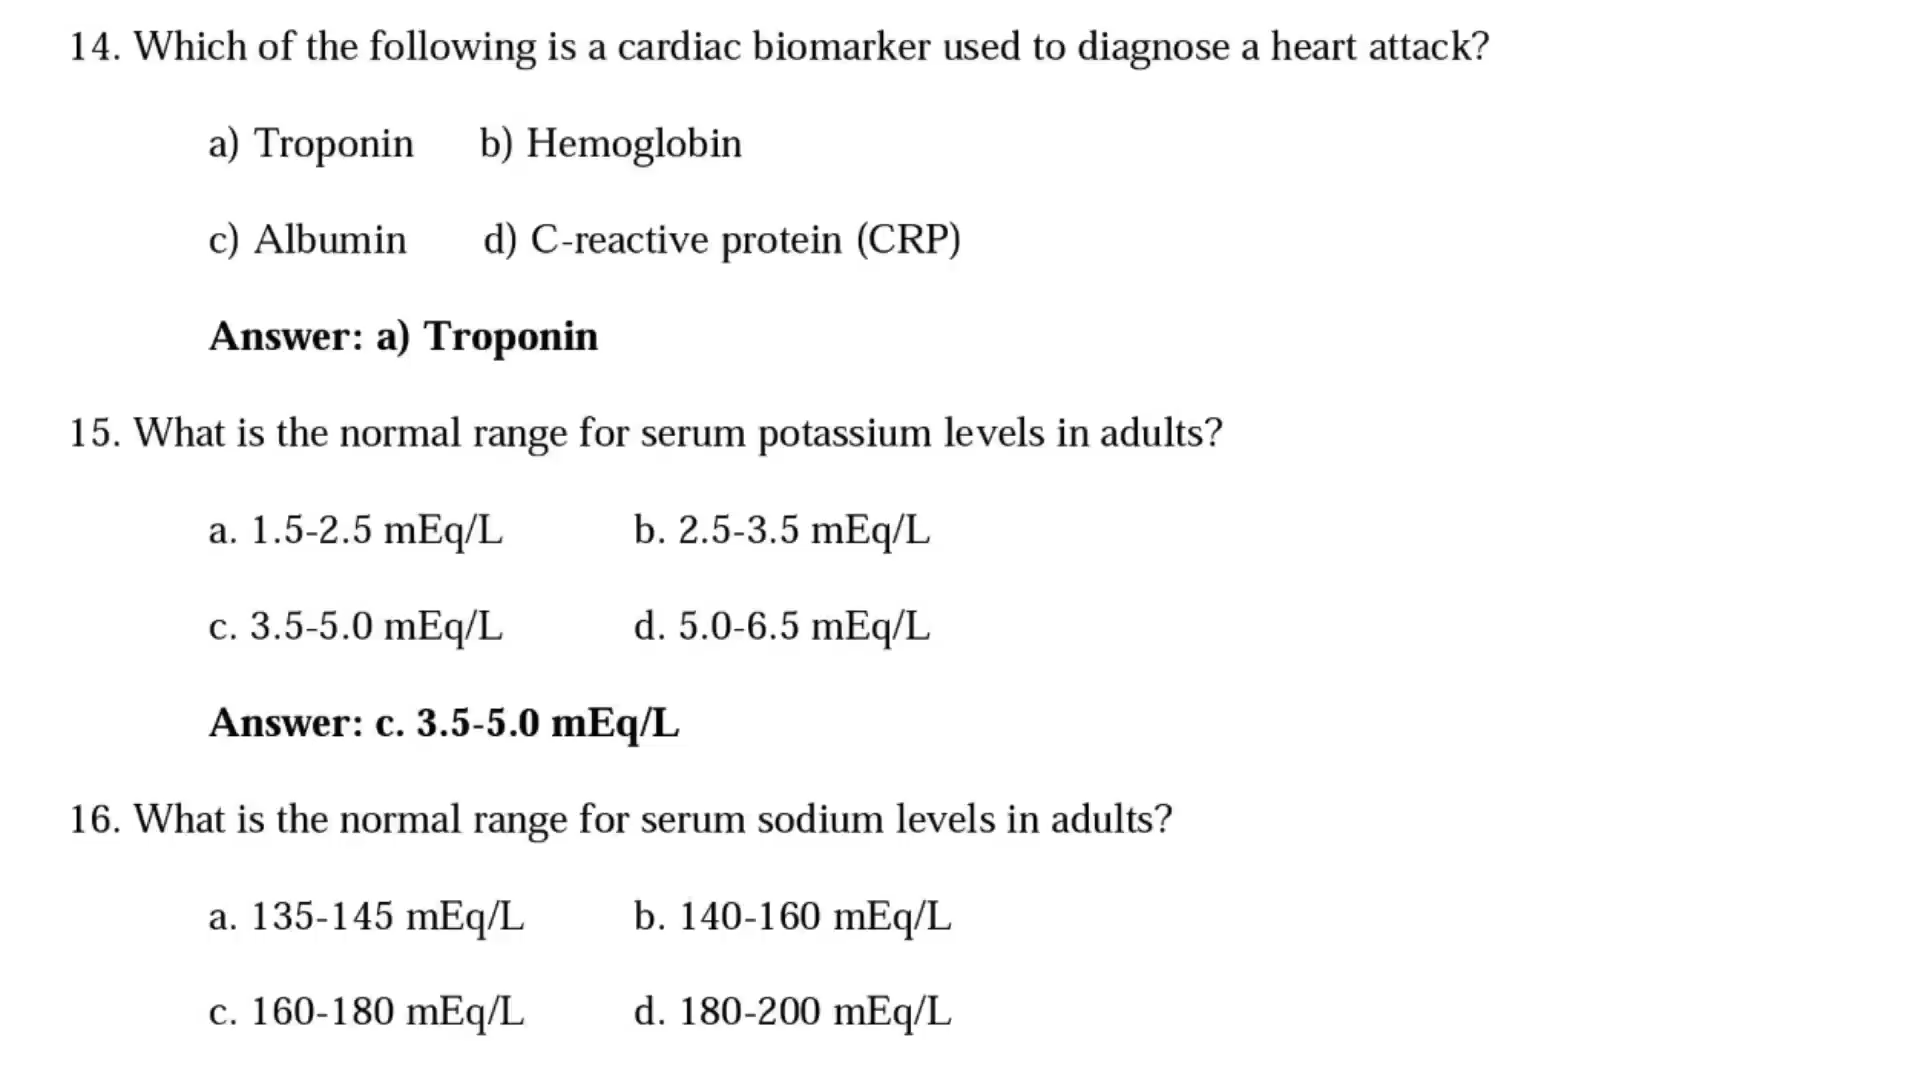 14. Which of the following is a cardiac biomarker used to diagnose a heart attack?
a) Troponin b) Hemoglobin
c) Albumin d) C-reactive protein (CRP)
Answer: a) Troponin
15. What is the normal range for serum potassium levels in adults?
a. 1.5-2.5 mEq/L b. 2.5-3.5 mEq/L
c. 3.5-5.0 mEq/L d. 5.0-6.5 mEq/L
Answer: c. 3.5-5.0 mEq/L
16. What is the normal range for serum sodium levels in adults?
a. 135-145 mEq/L b. 140-160 mEq/L
c. 160-180 mEq/L d. 180-200 mEq/L